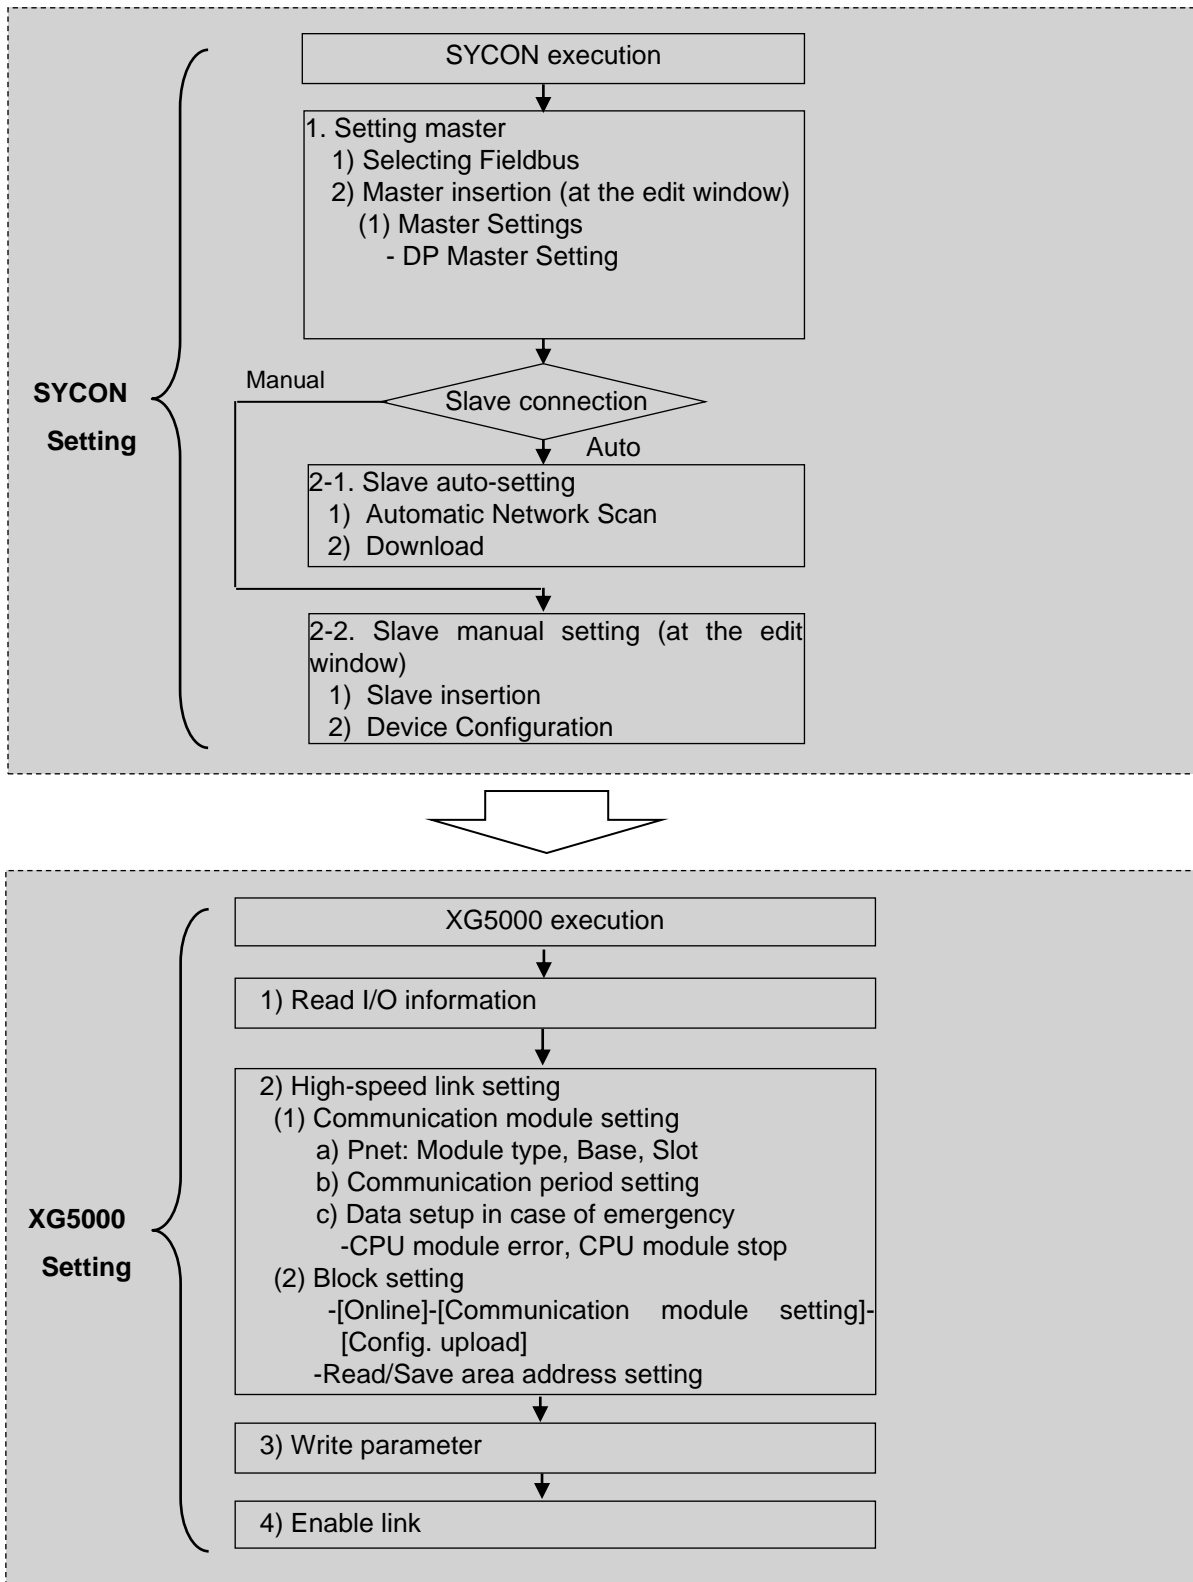 SYCON execution
1. Setting master
1) Selecting Fieldbus
2) Master insertion (at the edit window)
(1) Master Settings
- DP Master Setting
Manual
Slave connection
SYCON
Setting
Auto
2-1. Slave auto-setting
1) Automatic Network Scan
2) Download
2-2. Slave manual setting (at the edit
window)
1) Slave insertion
2) Device Configuration
XG5000 execution
1) Read I/O information
2) High-speed link setting
(1) Communication module setting
a) Pnet: Module type, Base, Slot
b) Communication period setting
c) Data setup in case of emergency
-CPU module error, CPU module stop
XG5000
Setting
(2) Block setting
-[Online]-[Communication module setting]-
[Config. upload]
-Read/Save area address setting
3) Write parameter
4) Enable link